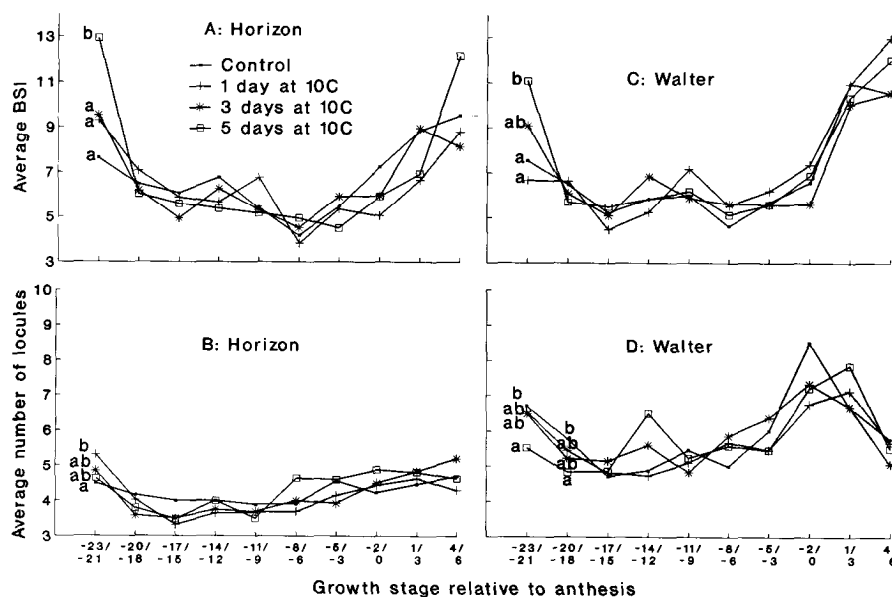 A: Horizon
Control
1 day at 10C
3 days at 10C
5 days at 10C
Average BSI
13
11
9
7
5
3
b
a
a
a
C: Walter
b
ab
a
a
B: Horizon
Average number of locules
10
9
8
7
6
5
4
3
b
ab
ab
a
D: Walter
b
ab
ab
a
b
ab
ab
a
-23/ -20/ -17/ -14/ -11/ -8/ -5/ -2/ 1/ 4/
-21 -18 -15 -12 -9 -6 -3 0 3 6
-23/ -20/ -17/ -14/ -11/ -8/ -5/ -2/ 1/ 4/
-21 -18 -15 -12 -9 -6 -3 0 3 6
Growth stage relative to anthesis